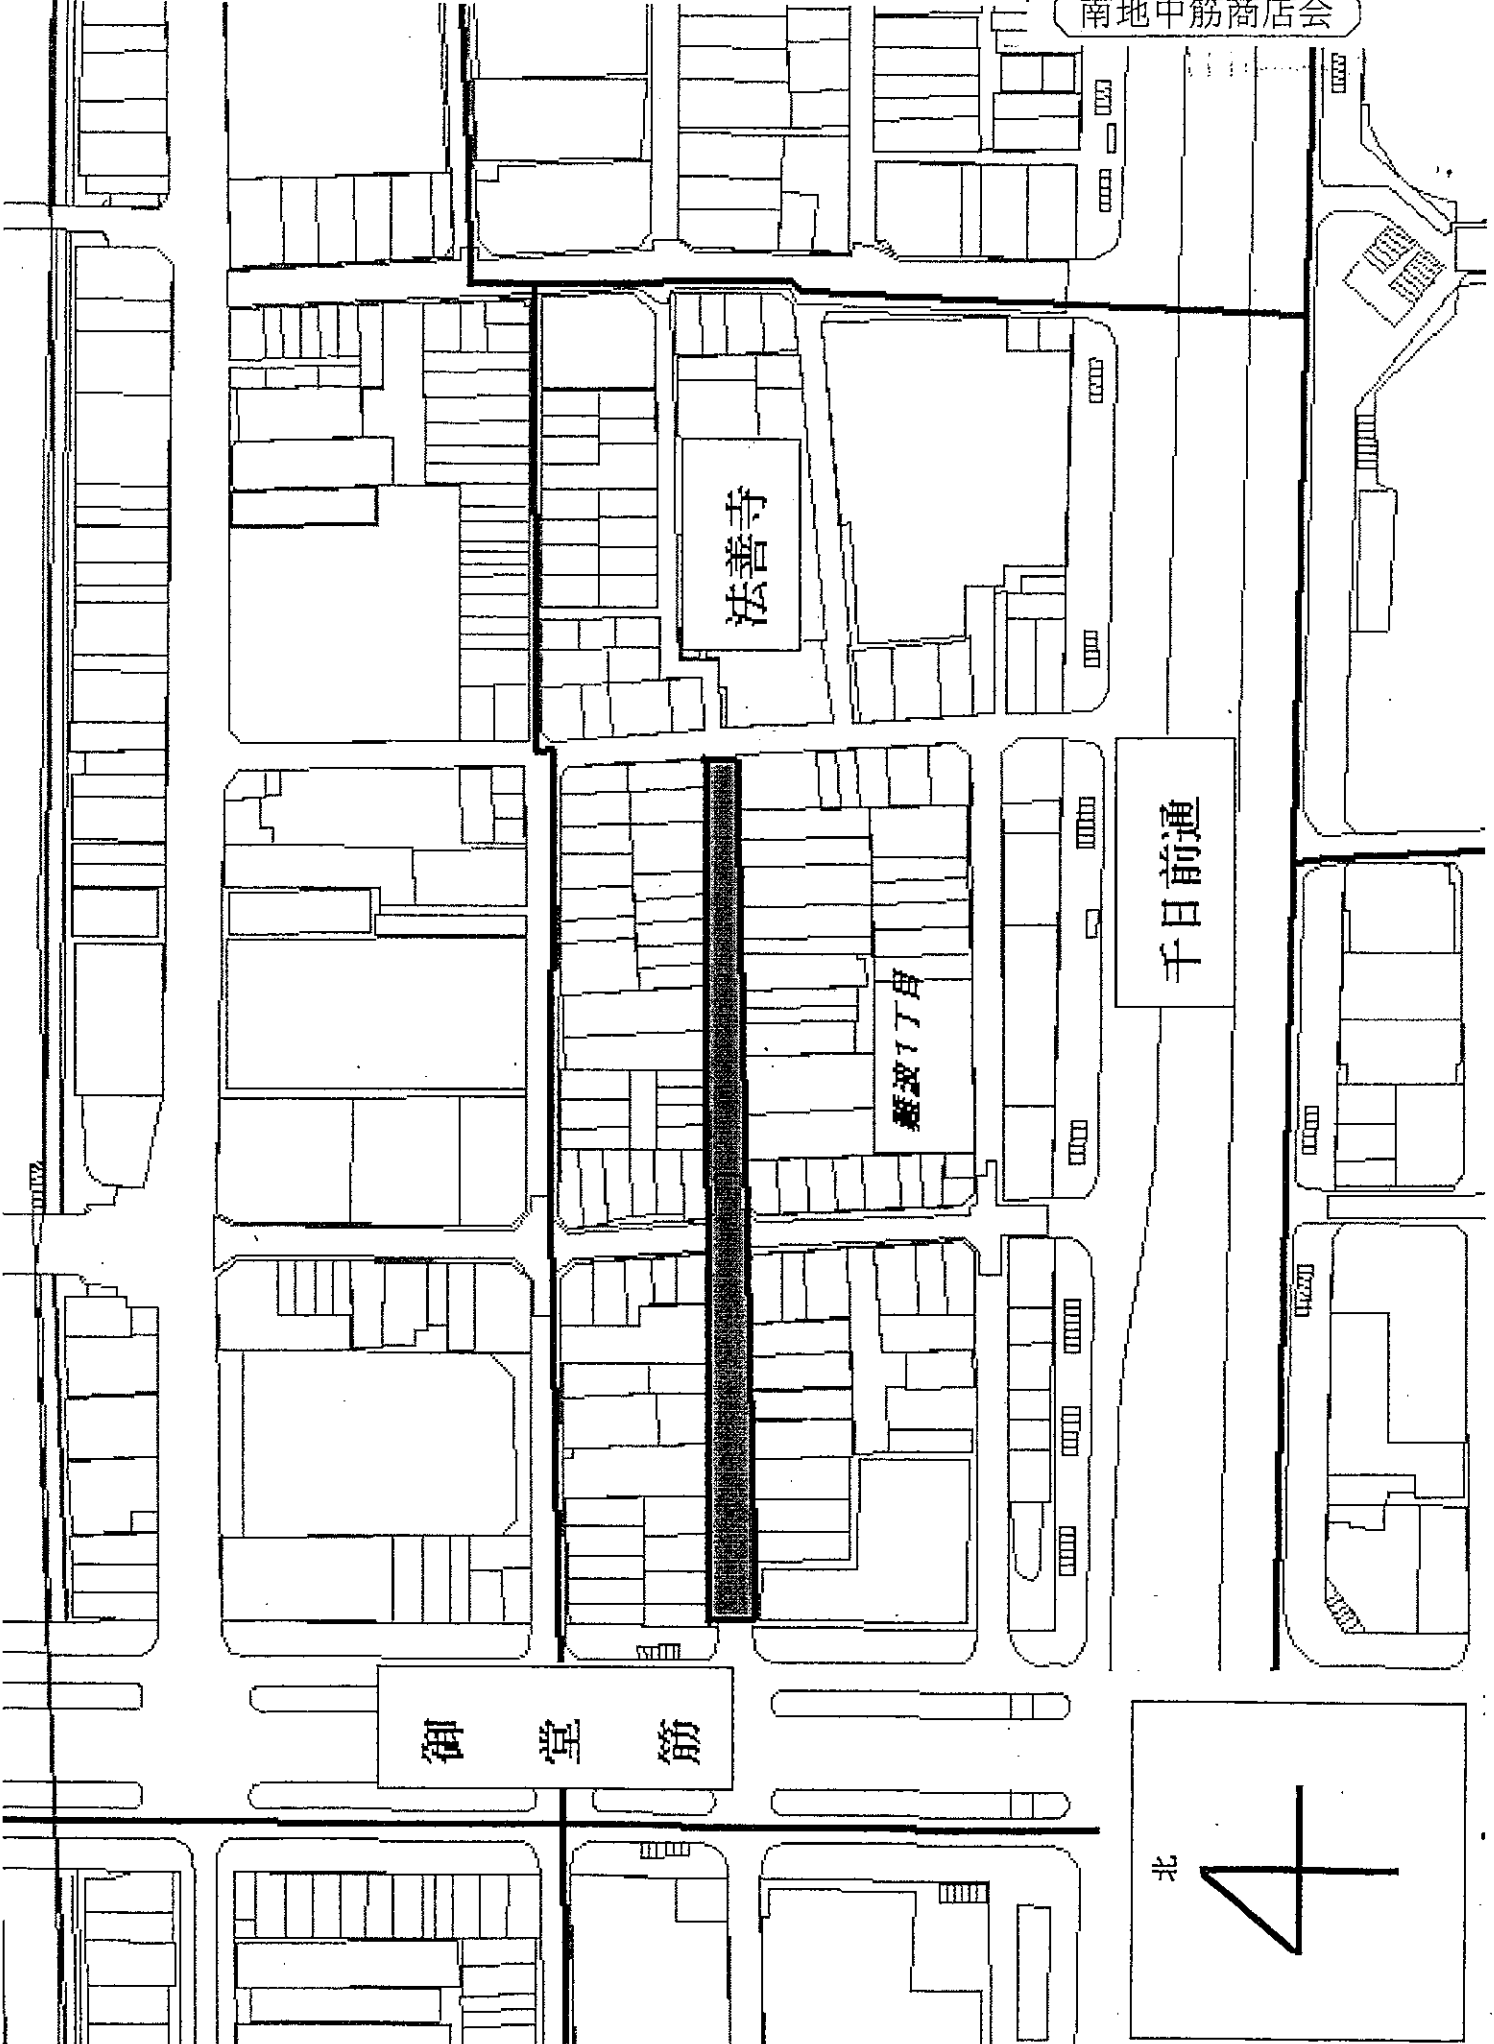 南地中筋商店会
法善寺
千日前通
難波1丁目
御堂筋
北